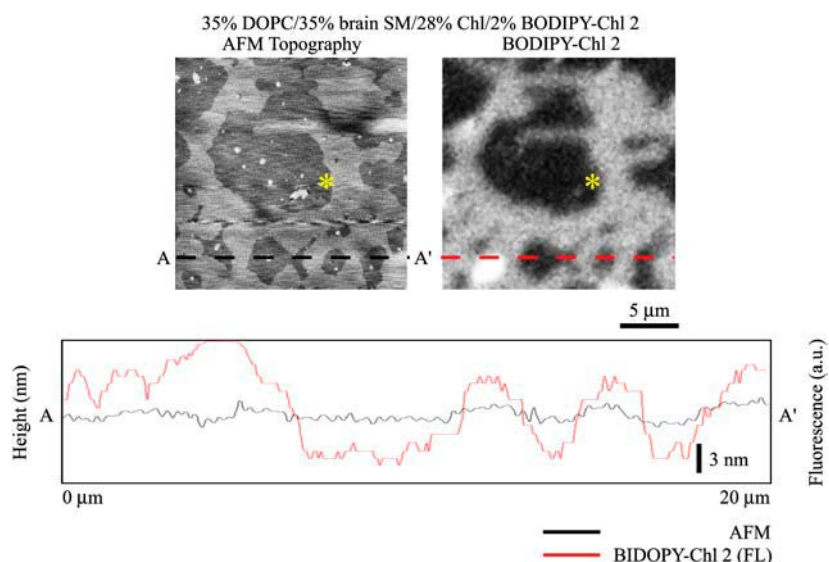 35% DOPC/35% brain SM/28% Chl/2% BODIPY-Chl 2
AFM Topography BODIPY-Chl 2
*
*
A A'
5 μm
Height (nm)
A A'
Fluorescence (a.u.)
3 nm
0 μm 20 μm
AFM
BIDOPY-Chl 2 (FL)